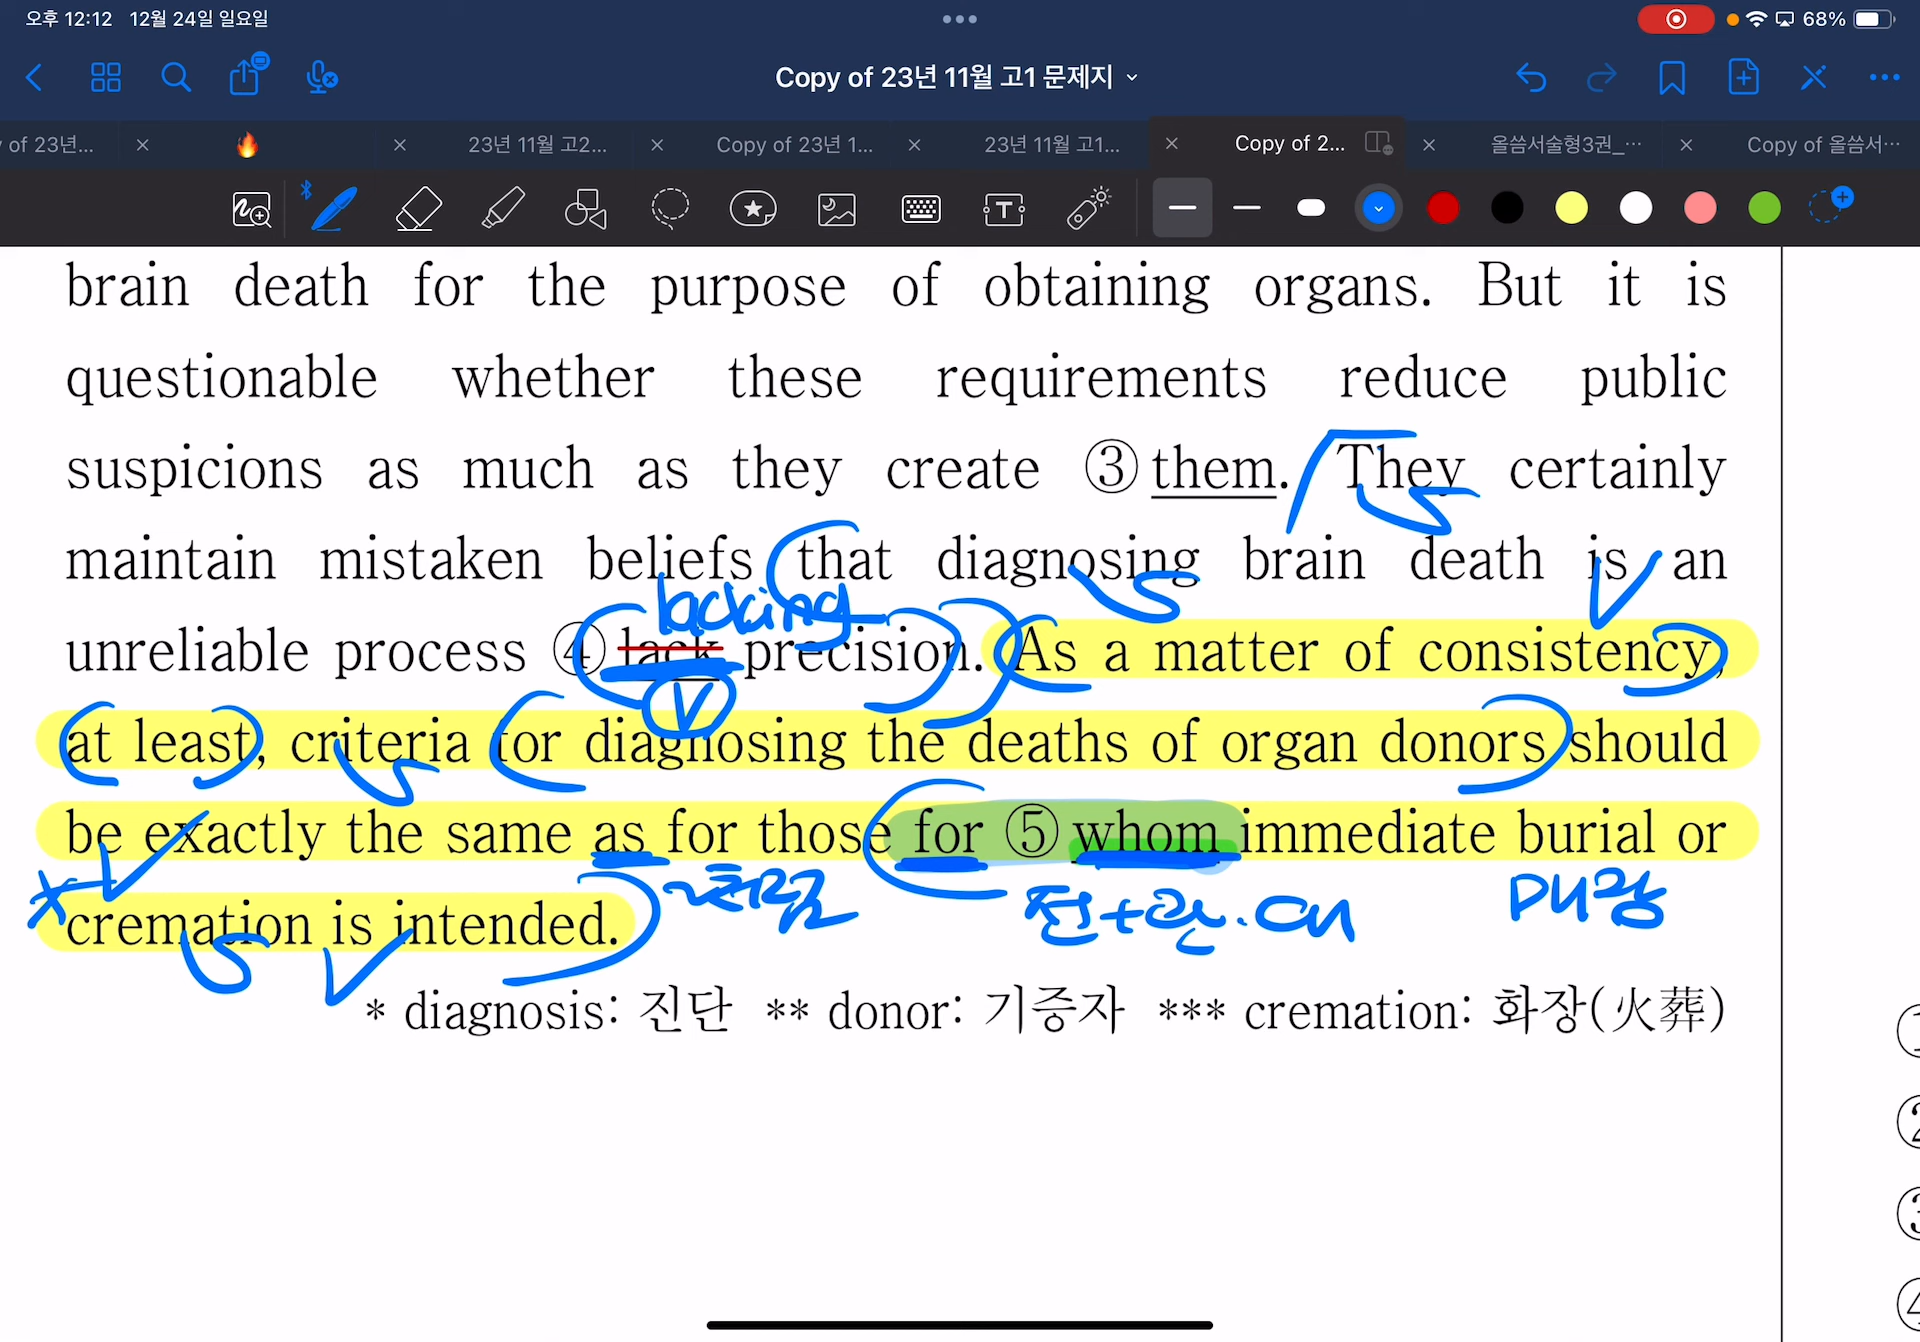 오후 12:12 12월 24일 일요일
68%
Copy of 23년 11월 고1 문제지
of 23년...
23년 11월 고2...
Copy of 23년 1...
23년 11월 고1...
Copy of 2...
올씀서술형3권_...
Copy of 올씀서...
brain death for the purpose of obtaining organs. But it is
questionable whether these requirements reduce public
suspicions as much as they create ③ them. They certainly
maintain mistaken beliefs that diagnosing brain death is an
lacking
unreliable process ④ lack precision. As a matter of consistency,
V
at least, criteria for diagnosing the deaths of organ donors should
be exactly the same as for those for ⑤ whom immediate burial or
~처럼 전+관.대 매장
cremation is intended.
S V
* diagnosis: 진단 ** donor: 기증자 *** cremation: 화장(火葬)
①
②
③
④